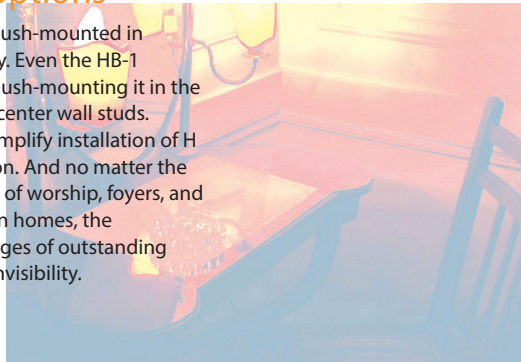 options
ush-mounted in
y. Even the HB-1
ush-mounting it in the
center wall studs.
mplify installation of H
on. And no matter the
of worship, foyers, and
n homes, the
ges of outstanding
nvisibility.